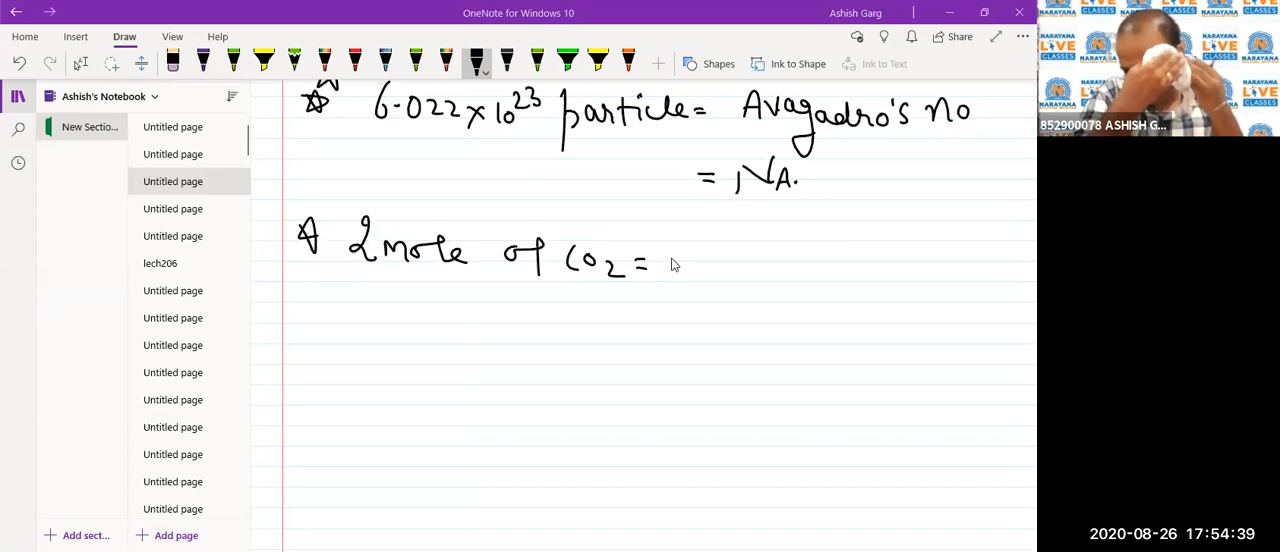 OneNote for Windows 10
Ashish Garg
Home Insert Draw View Help
Share
Shapes
Ink to Shape
Ink to Text
Ashish's Notebook
New Sectio...
Untitled page
Untitled page
Untitled page
Untitled page
Untitled page
lech206
Untitled page
Untitled page
Untitled page
Untitled page
Untitled page
Untitled page
Untitled page
Untitled page
Untitled page
Add sect...
Add page
6.022×10²³ particle = Avagadro's no
= NA.
2 mole of CO₂ =
NARAYANA
LIVE
CLASSES
852900078 ASHISH G...
2020-08-26 17:54:39